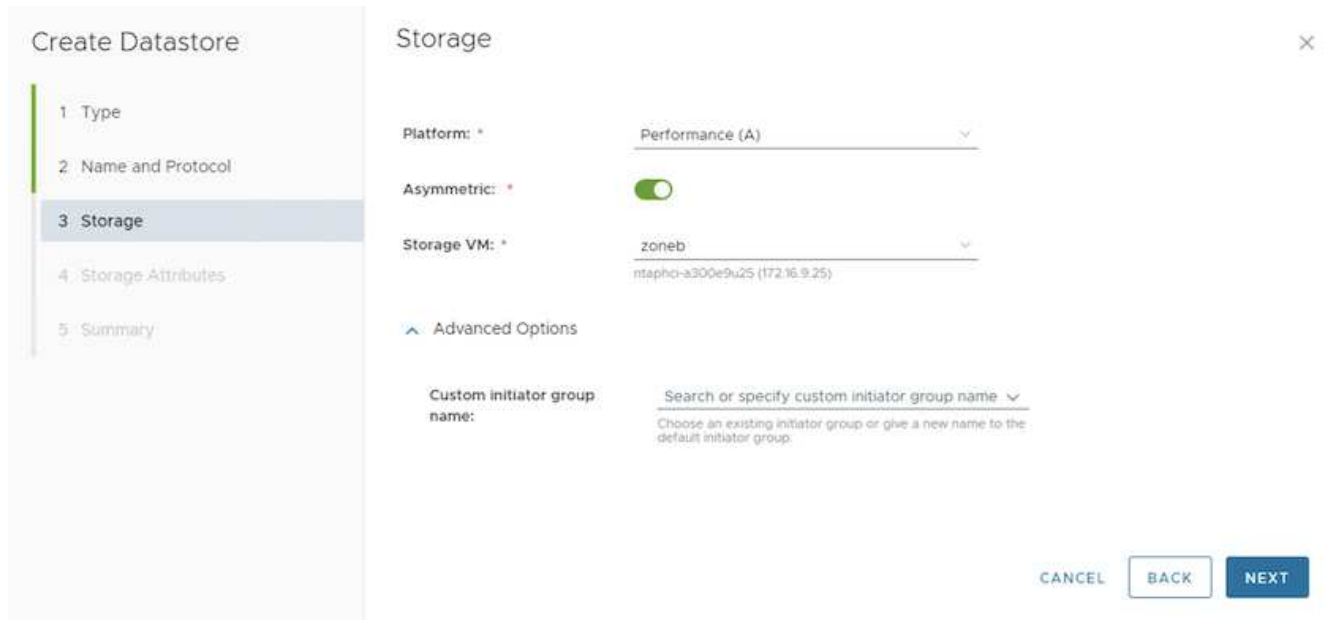 Create Datastore
1 Type
2 Name and Protocol
3 Storage
4 Storage Attributes
5 Summary
Storage
Platform: *
Performance (A)
Asymmetric: *
Storage VM: *
zoneb
ntaphci-a300e9u25 (172.16.9.25)
Advanced Options
Custom initiator group
name:
Search or specify custom initiator group name
Choose an existing initiator group or give a new name to the
default initiator group.
CANCEL
BACK
NEXT